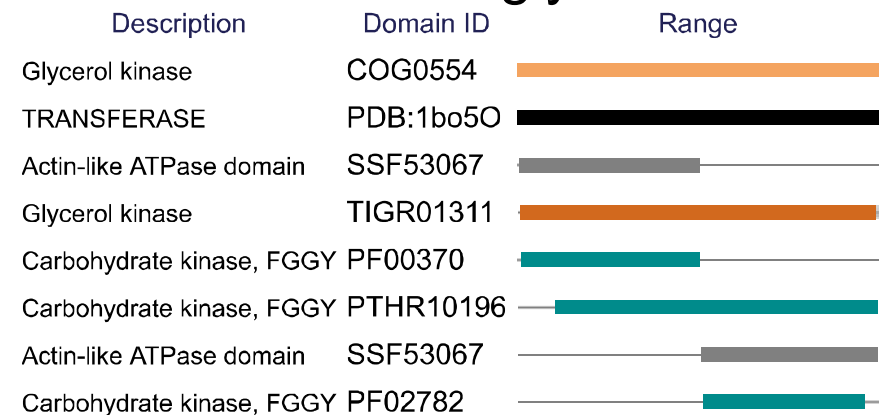 Description Domain ID Range
Glycerol kinase COG0554
TRANSFERASE PDB:1bo5O
Actin-like ATPase domain SSF53067
Glycerol kinase TIGR01311
Carbohydrate kinase, FGGY PF00370
Carbohydrate kinase, FGGY PTHR10196
Actin-like ATPase domain SSF53067
Carbohydrate kinase, FGGY PF02782